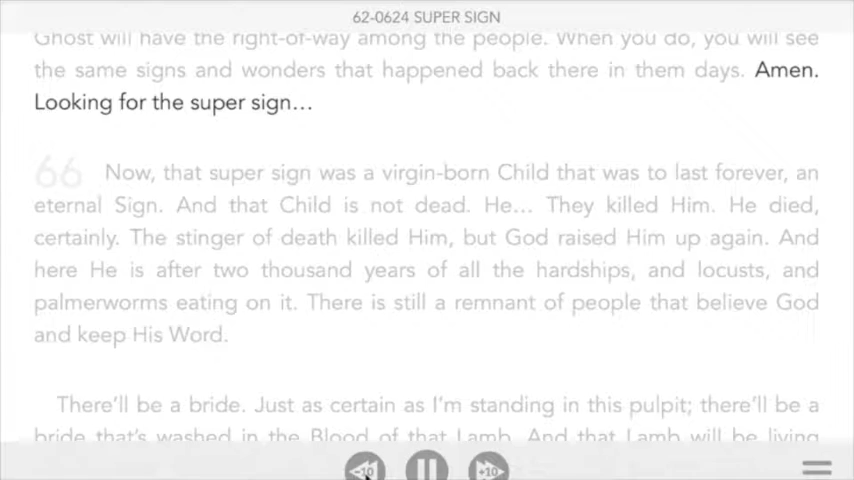 62-0624 SUPER SIGN
Ghost will have the right-of-way among the people. When you do, you will see
the same signs and wonders that happened back there in them days. Amen.
Looking for the super sign…
66 Now, that super sign was a virgin-born Child that was to last forever, an
eternal Sign. And that Child is not dead. He… They killed Him. He died,
certainly. The stinger of death killed Him, but God raised Him up again. And
here He is after two thousand years of all the hardships, and locusts, and
palmerworms eating on it. There is still a remnant of people that believe God
and keep His Word.
There'll be a bride. Just as certain as I'm standing in this pulpit; there'll be a
bride that's washed in the Blood of that Lamb. And that Lamb will be living
-10 +10